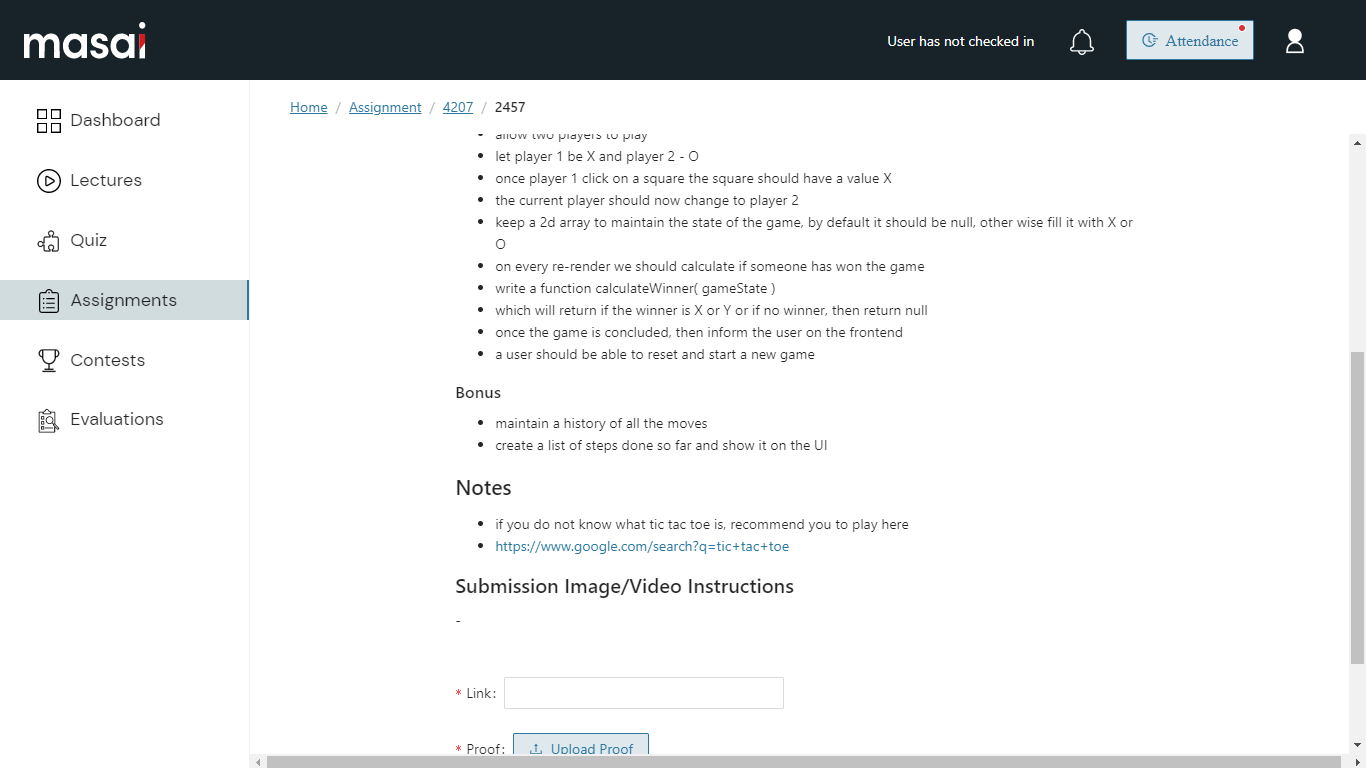 masai
User has not checked in
Attendance
Dashboard
Lectures
Quiz
Assignments
Contests
Evaluations
Home / Assignment / 4207 / 2457
allow two players to play
let player 1 be X and player 2 - O
once player 1 click on a square the square should have a value X
the current player should now change to player 2
keep a 2d array to maintain the state of the game, by default it should be null, other wise fill it with X or
O
on every re-render we should calculate if someone has won the game
write a function calculateWinner( gameState )
which will return if the winner is X or Y or if no winner, then return null
once the game is concluded, then inform the user on the frontend
a user should be able to reset and start a new game
Bonus
maintain a history of all the moves
create a list of steps done so far and show it on the UI
Notes
if you do not know what tic tac toe is, recommend you to play here
https://www.google.com/search?q=tic+tac+toe
Submission Image/Video Instructions
-
* Link:
* Proof: Upload Proof